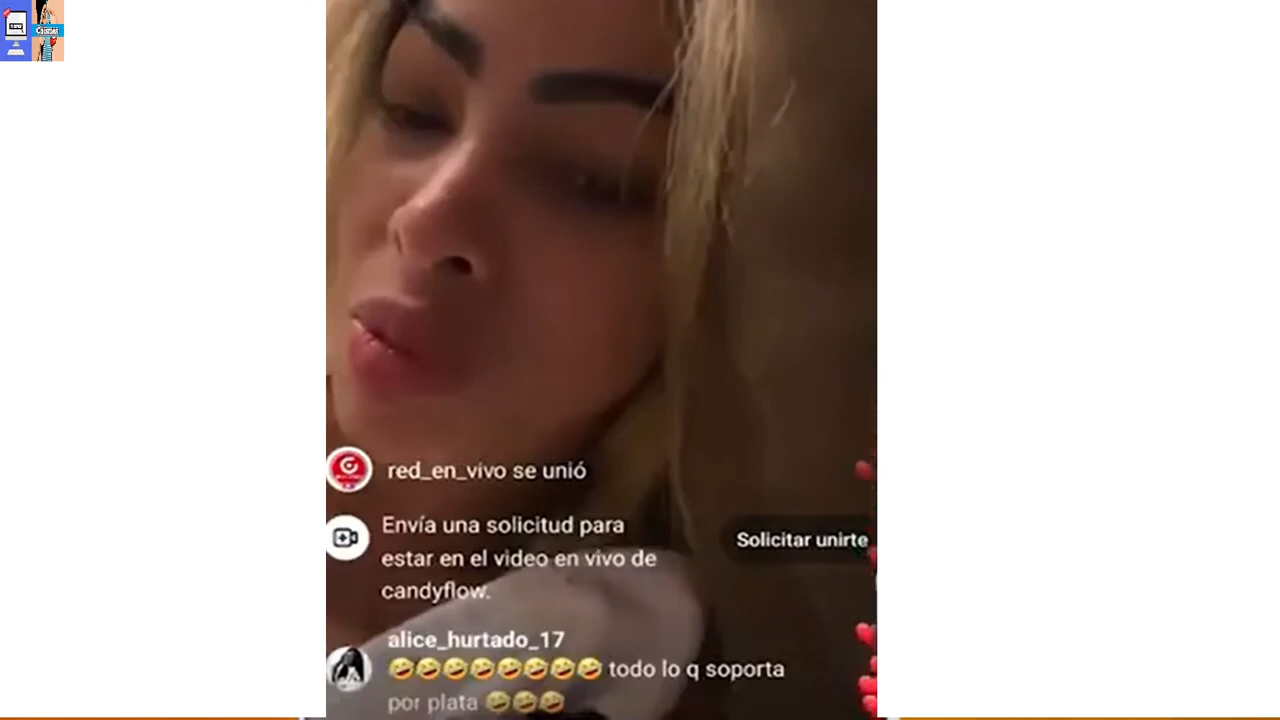 Chismes
red_en_vivo se unió
Envía una solicitud para
estar en el video en vivo de
candyflow.
Solicitar unirte
alice_hurtado_17
🤣🤣🤣🤣🤣🤣🤣🤣 todo lo q soporta
por plata 🤣🤣🤣